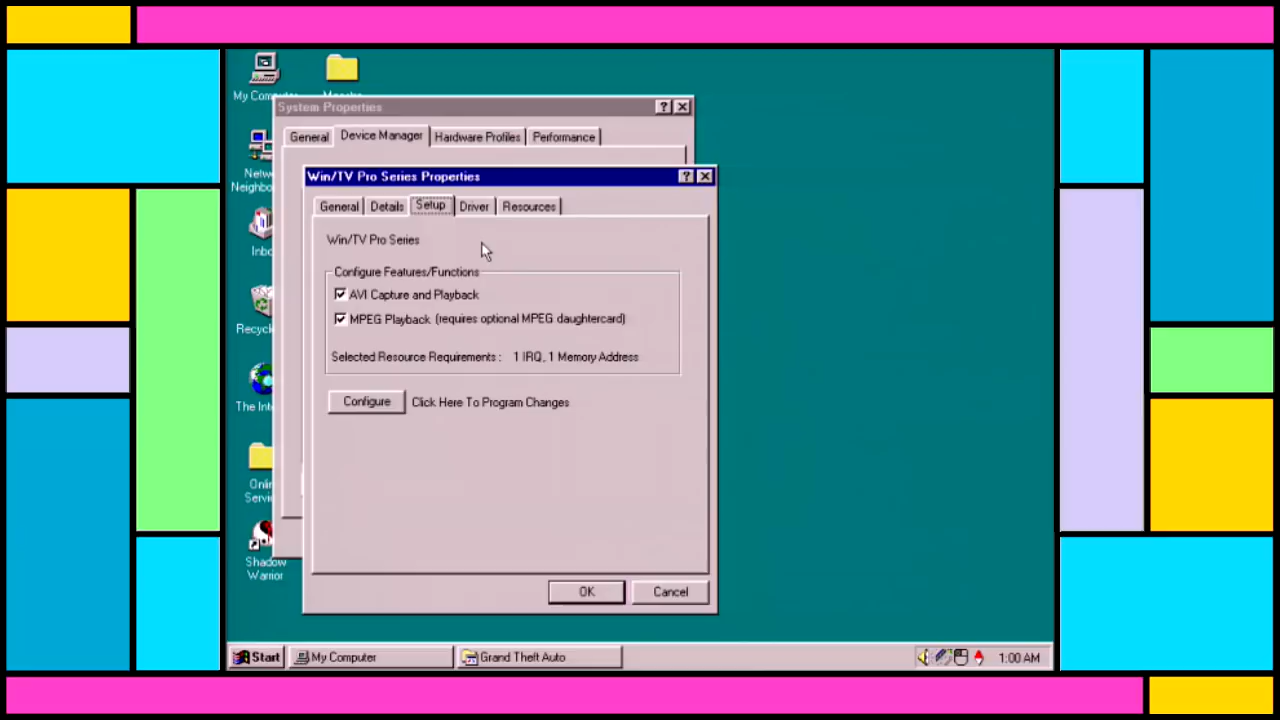 My Computer
System Properties
General
Device Manager
Hardware Profiles
Performance
Win/TV Pro Series Properties
General
Details
Setup
Driver
Resources
Win/TV Pro Series
Configure Features/Functions
AVI Capture and Playback
MPEG Playback (requires optional MPEG daughtercard)
Selected Resource Requirements : 1 IRQ, 1 Memory Address
Configure
Click Here To Program Changes
OK
Cancel
Shadow
Warrior
Start
My Computer
Grand Theft Auto
1:00 AM